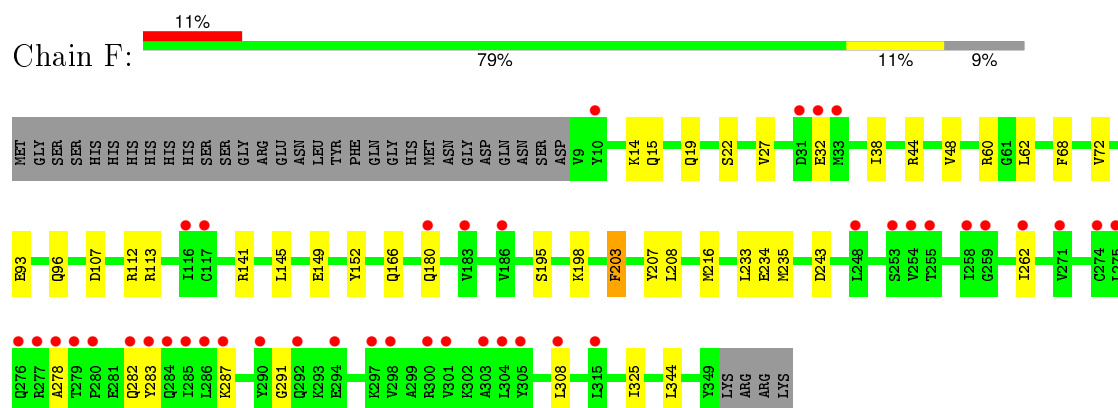 11%
Chain F:
79% 11% 9%
MET GLY SER SER HIS HIS HIS HIS HIS HIS SER SER GLY ARG GLU ASN LEU TYR PHE GLN GLY HIS MET ASN GLY ASP GLN ASN SER ASP V9 Y10 K14 Q15 Q19 S22 V27 D31 E32 M33 I38 R44 V48 R60 G61 L62 F68 V72
E93 Q96 D107 R112 R113 I116 C117 R141 L145 E149 Y152 Q166 Q180 V183 V186 S195 K198 F203 Y207 L208 M216 L233 E234 M235 D243 L248 S253 V254 T255 I258 G259 I262 V271 C274
Q276 R277 A278 T279 P280 E281 Q282 Y283 Q284 I285 L286 K287 Y290 G291 Q292 K293 E294 K297 V298 A299 R300 V301 K302 A303 L304 Y305 L308 L315 I325 L344 Y349 LYS ARG ARG LYS